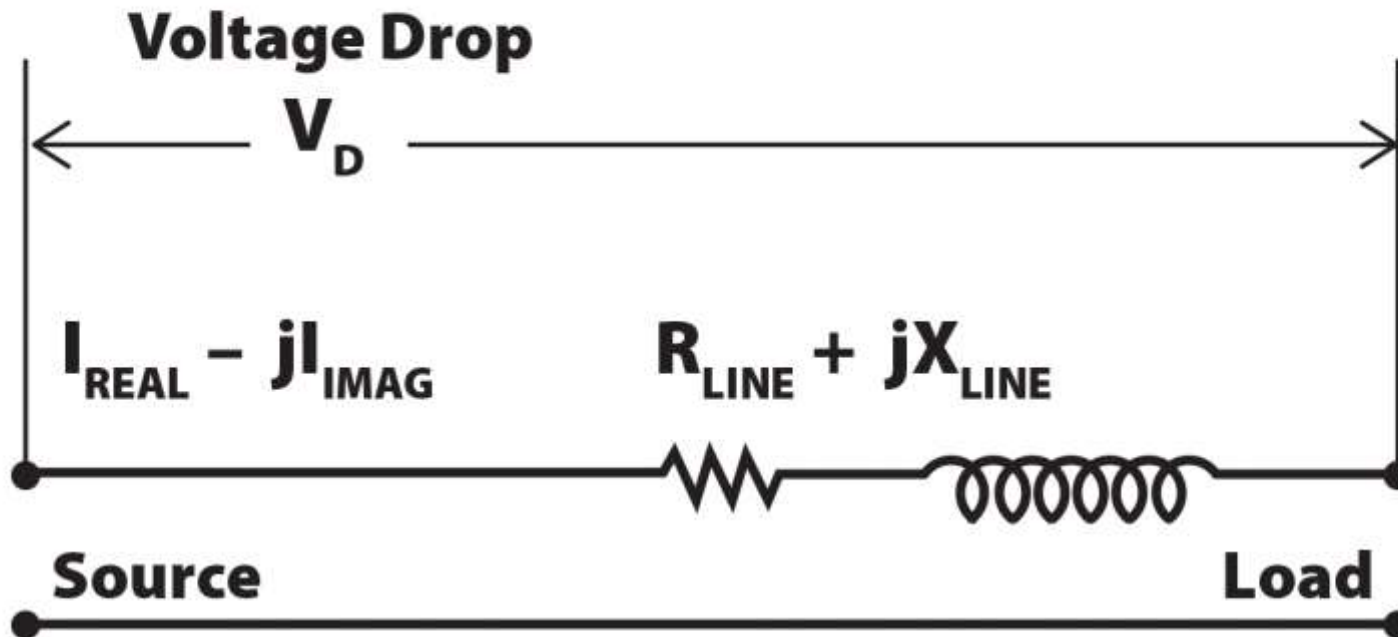 Voltage Drop
V_D
I_REAL – jI_IMAG
R_LINE + jX_LINE
Source
Load